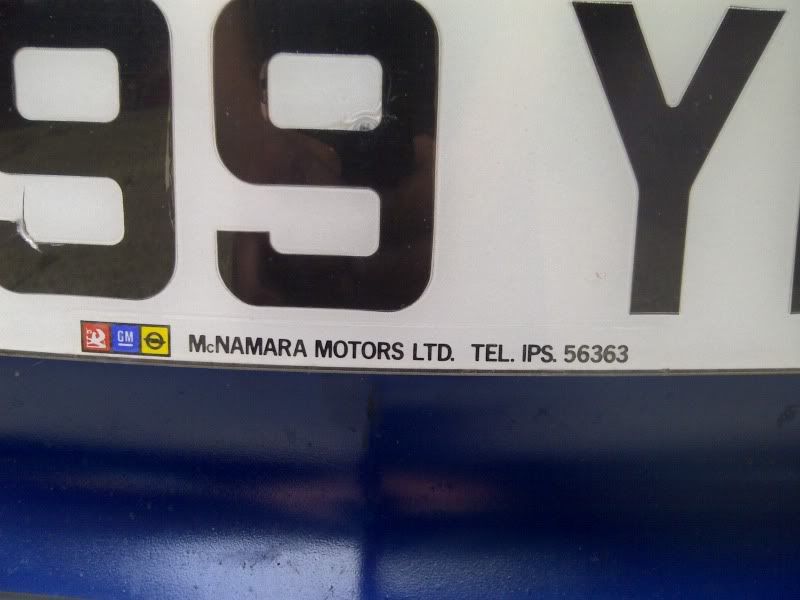 99 Y
GM McNAMARA MOTORS LTD. TEL. IPS. 56363